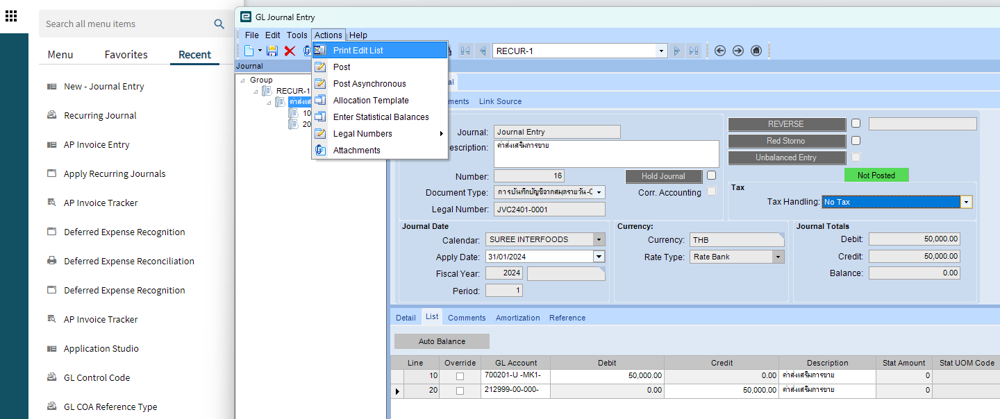 Search all menu items
Menu
Favorites
Recent
New - Journal Entry
Recurring Journal
AP Invoice Entry
Apply Recurring Journals
AP Invoice Tracker
Deferred Expense Recognition
Deferred Expense Reconciliation
Deferred Expense Recognition
AP Invoice Tracker
Application Studio
GL Control Code
GL COA Reference Type
GL Journal Entry
File Edit Tools Actions Help
RECUR-1
Print Edit List
Post
Post Asynchronous
Allocation Template
Enter Statistical Balances
Legal Numbers
Attachments
Journal
Group
RECUR-1
ค่าส่งเส
10
20
al
ments Link Source
Journal: Journal Entry
escription: ค่าส่งเสริมการขาย
Number: 16
Hold Journal
Document Type: การบันทึกบัญชีจากสมุดรายวัน-C
Corr. Accounting
Legal Number: JVC2401-0001
REVERSE
Red Storno
Unbalanced Entry
Not Posted
Tax
Tax Handling: No Tax
Journal Date
Calendar: SUREE INTERFOODS
Apply Date: 31/01/2024
Fiscal Year: 2024
Period: 1
Currency:
Currency: THB
Rate Type: Rate Bank
Journal Totals
Debit: 50,000.00
Credit: 50,000.00
Balance: 0.00
Detail List Comments Amortization Reference
Auto Balance
Line Override GL Account Debit Credit Description Stat Amount Stat UOM Code
10 700201-U -MK1- 50,000.00 0.00 ค่าส่งเสริมการขาย 0
20 212999-00-000- 0.00 50,000.00 ค่าส่งเสริมการขาย 0